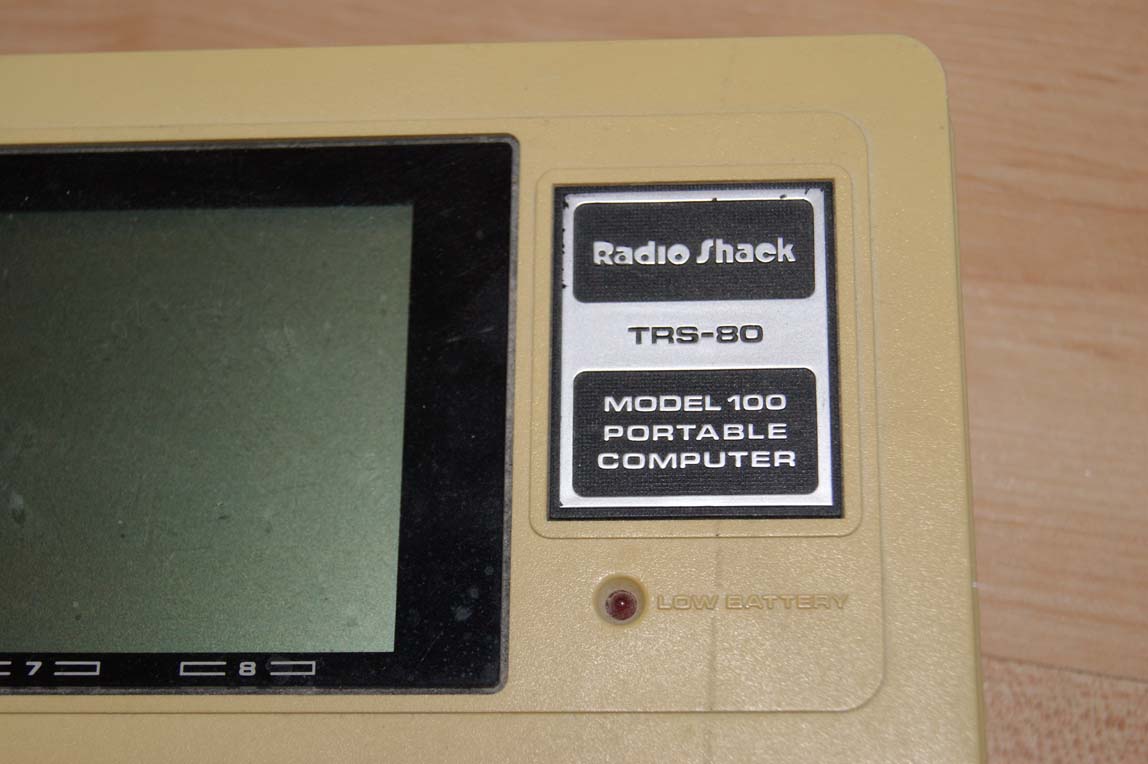 Radio Shack
TRS-80
MODEL 100
PORTABLE
COMPUTER
LOW BATTERY
7 8